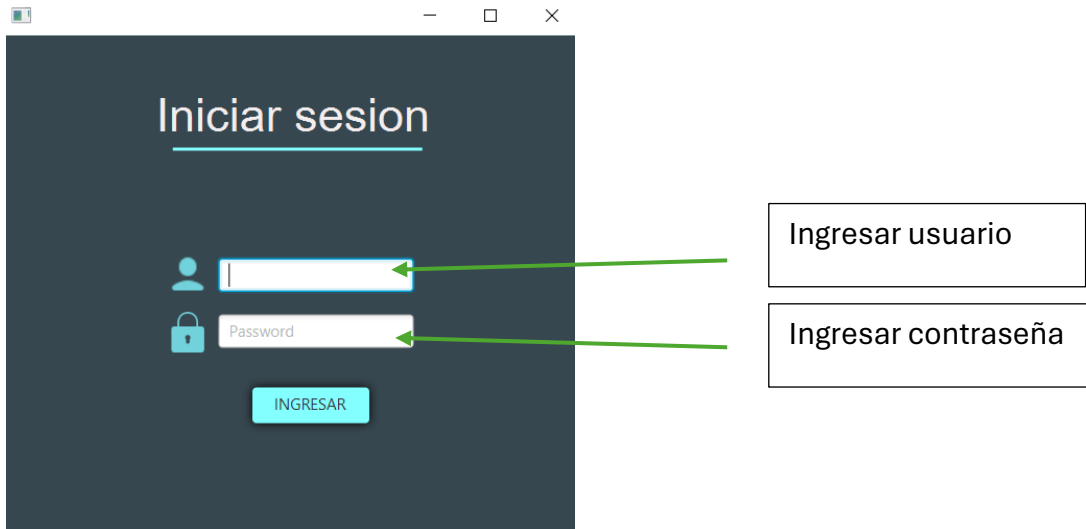 Iniciar sesion
Ingresar usuario
Password
Ingresar contraseña
INGRESAR